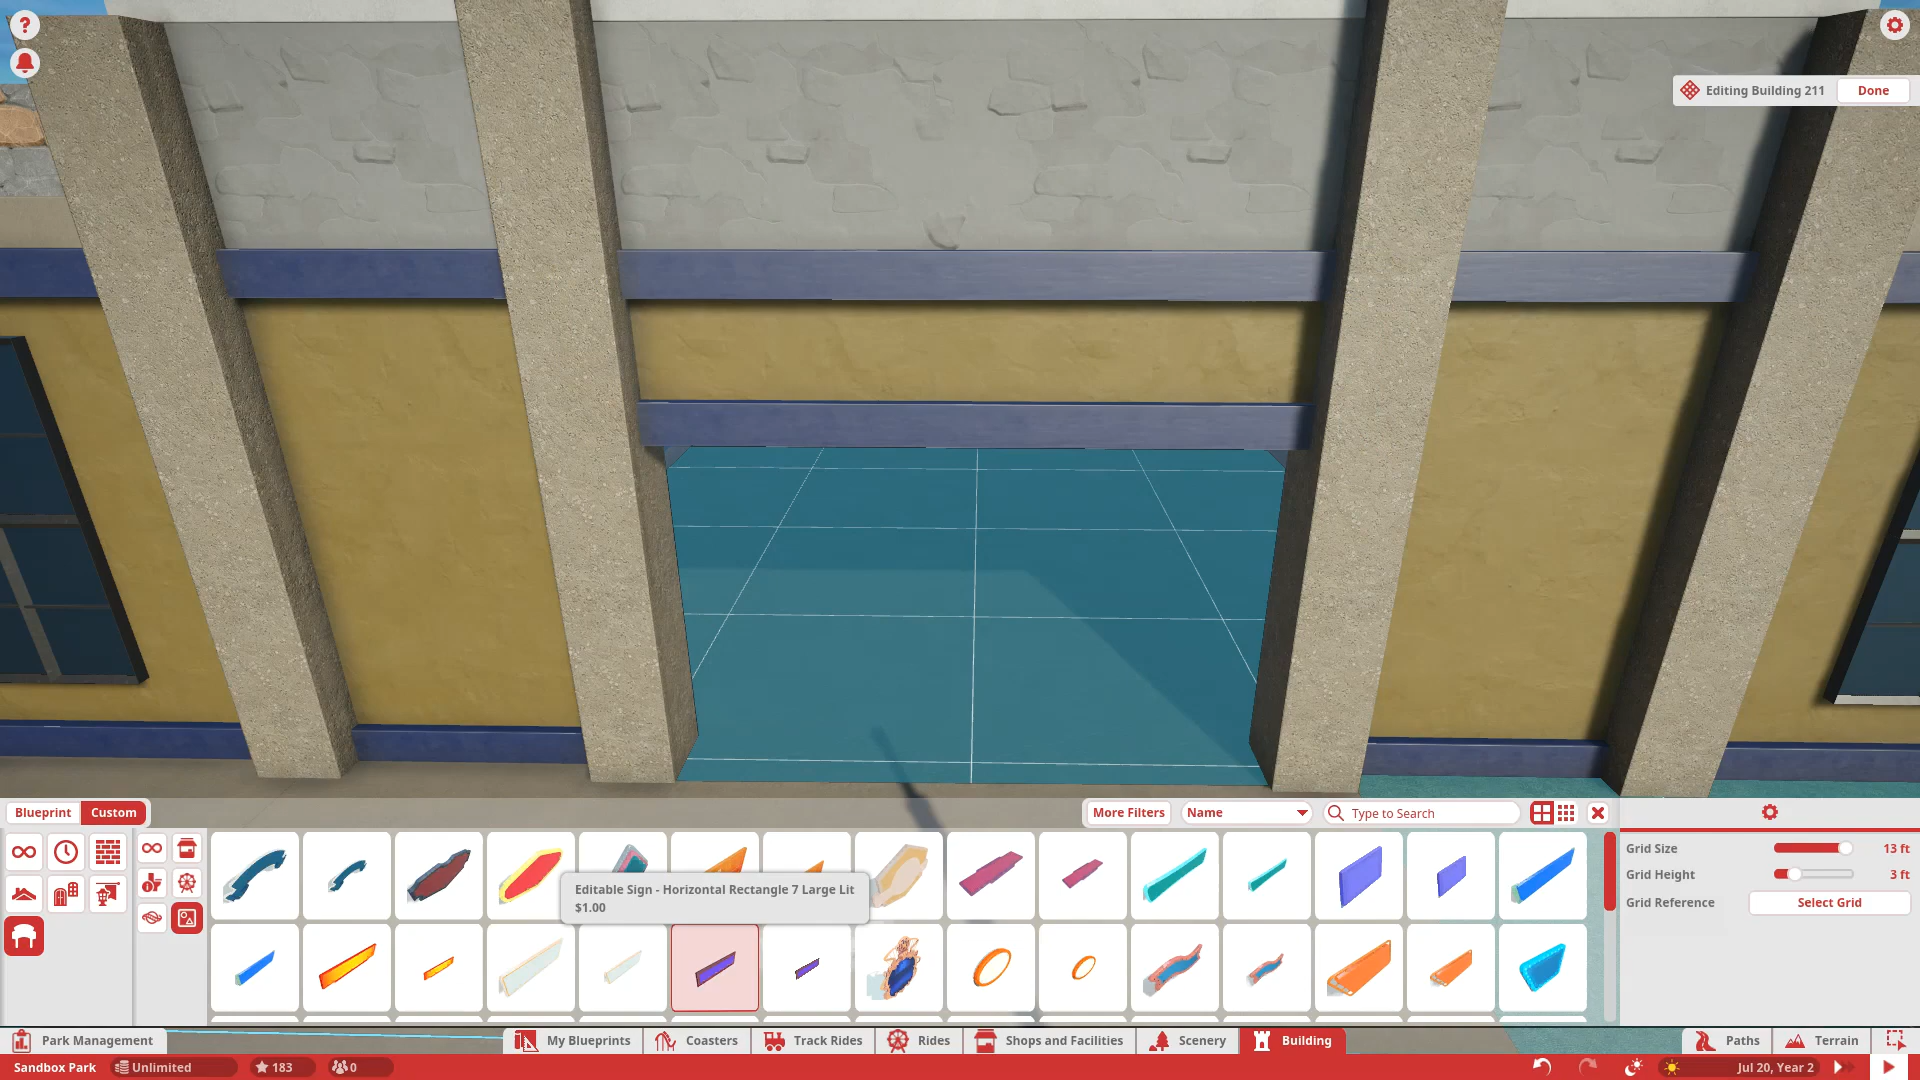 ?
Editing Building 211
Done
Blueprint
Custom
More Filters
Name
Type to Search
Editable Sign - Horizontal Rectangle 7 Large Lit
$1.00
Grid Size
13 ft
Grid Height
3 ft
Grid Reference
Select Grid
Park Management
My Blueprints
Coasters
Track Rides
Rides
Shops and Facilities
Scenery
Building
Paths
Terrain
Sandbox Park
Unlimited
183
0
Jul 20, Year 2